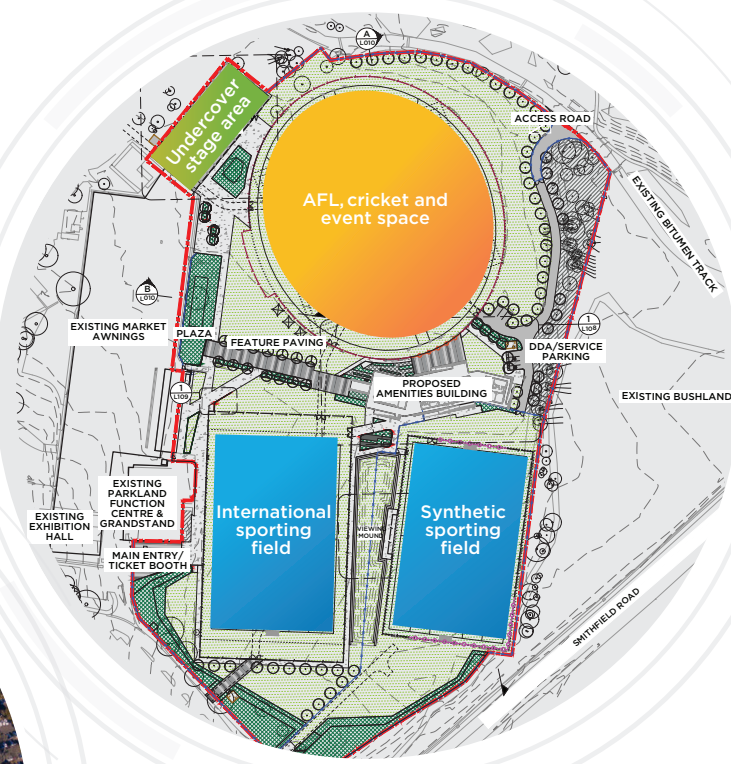 A
L010
Undercover
stage area
ACCESS ROAD
AFL, cricket and
event space
EXISTING BITUMEN TRACK
B
L010
EXISTING MARKET
AWNINGS
PLAZA
FEATURE PAVING
1
L108
DDA/SERVICE
PARKING
PROPOSED
AMENITIES BUILDING
1
L109
EXISTING BUSHLAND
EXISTING
PARKLAND
FUNCTION
CENTRE &
GRANDSTAND
EXISTING
EXHIBITION
HALL
MAIN ENTRY/
TICKET BOOTH
International
sporting
field
VIEWING
MOUND
Synthetic
sporting
field
SMITHFIELD ROAD